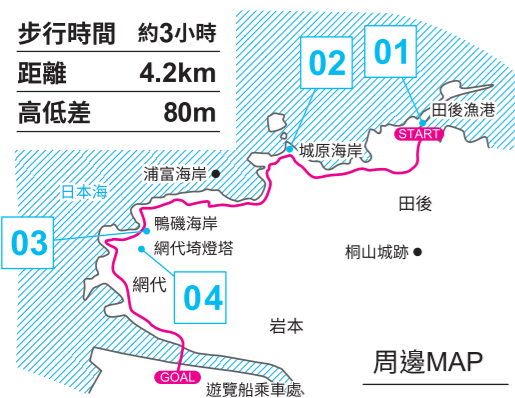 步行時間 約3小時
距離 4.2km
高低差 80m
01
02
田後漁港
START
城原海岸
浦富海岸
日本海
田後
鴨磯海岸
03
網代埼燈塔
桐山城跡
網代
04
岩本
周邊MAP
GOAL
遊覽船乘車處